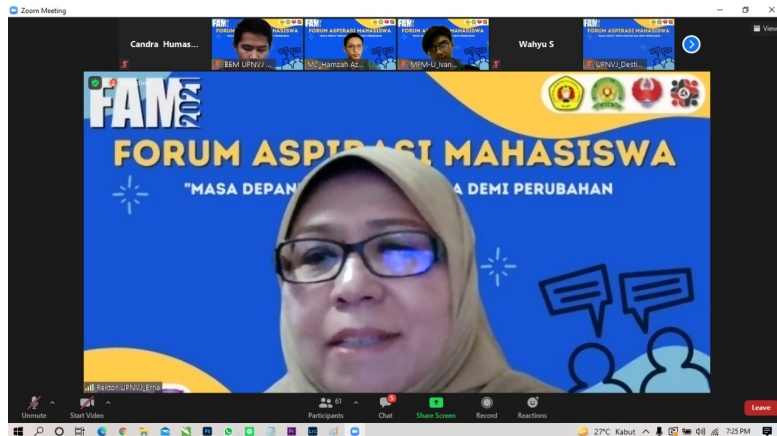 Zoom Meeting
View
Candra Humas...
BEM UPNVJ ...
MC_Hamzah Az...
MPM-U_Ivan...
Wahyu S
UPNVJ_Desti...
FAM 2021
FORUM ASPIRASI MAHASISWA
"MASA DEPAN A DEMI PERUBAHAN
Rektor UPNVJ_Erna
61
5
Unmute
Start Video
Participants
Chat
Share Screen
Record
Reactions
Leave
27°C Kabut
7:25 PM